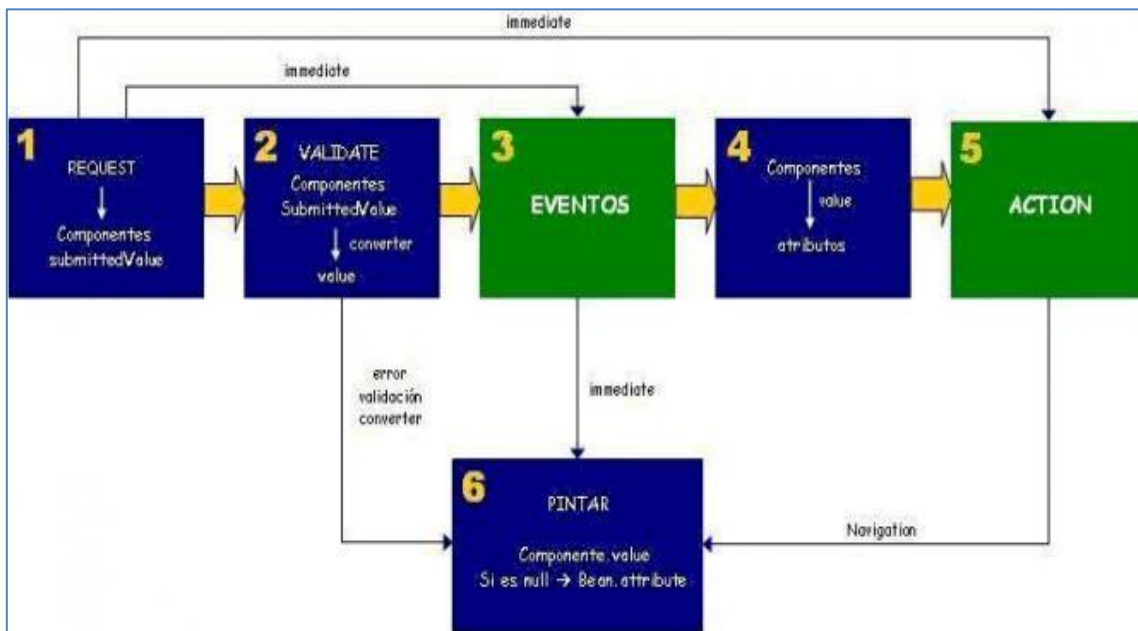 immediate
immediate
1
REQUEST
Componentes
submittedValue
2
VALIDATE
Componentes
SubmittedValue
converter
value
3
EVENTOS
4
Componentes
value
atributos
5
ACTION
error
validación
converter
immediate
6
PINTAR
Componente.value
Si es null → Bean.attribute
Navigation